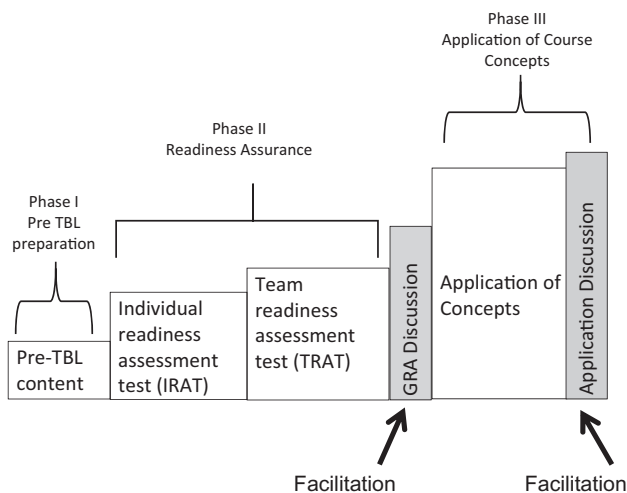 Phase III
Application of Course
Concepts
Phase II
Readiness Assurance
Phase I
Pre TBL
preparation
Pre-TBL
content
Individual
readiness
assessment
test (IRAT)
Team
readiness
assessment
test (TRAT)
GRA Discussion
Application of
Concepts
Application Discussion
Facilitation
Facilitation